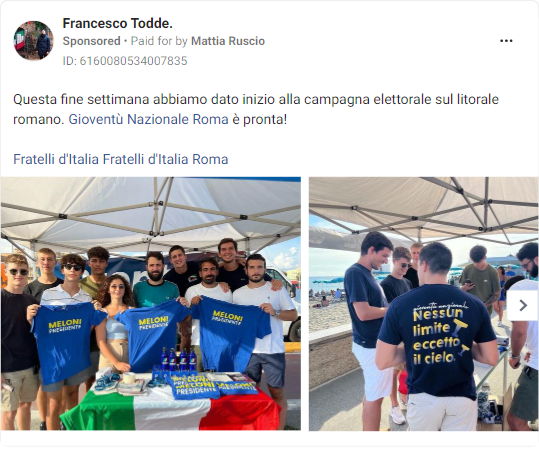 Francesco Todde.
Sponsored • Paid for by Mattia Ruscio
ID: 6160080534007835
Questa fine settimana abbiamo dato inizio alla campagna elettorale sul litorale
romano. Gioventù Nazionale Roma è pronta!
Fratelli d'Italia Fratelli d'Italia Roma
MELONI
PRESIDENTE
MELONI
PRESIDENTE
MELONI
PRESIDENTE
MELONI
PRESIDENTE
gioventù nazionale
Nessun
limite
eccetto
il cielo